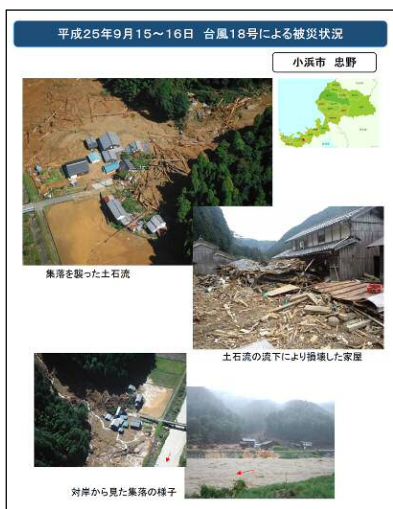 平成25年9月15～16日 台風18号による被災状況
小浜市 忠野
集落を襲った土石流
土石流の流下により損壊した家屋
対岸から見た集落の様子